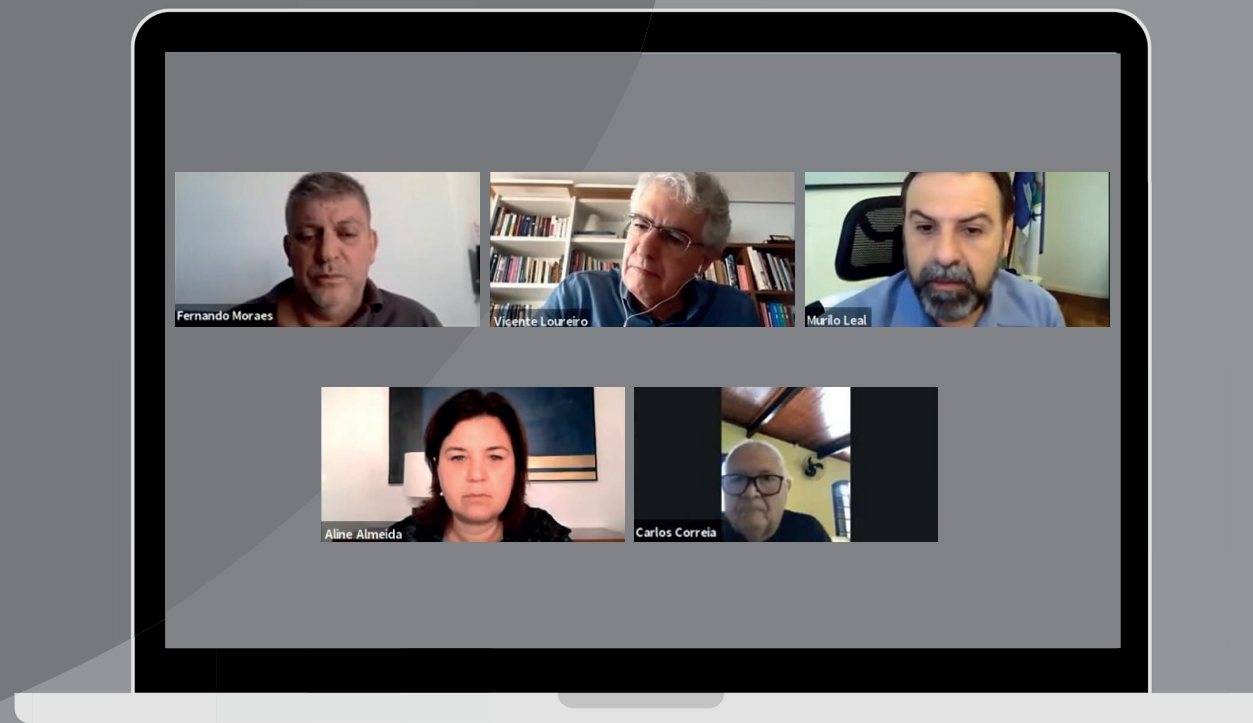 Fernando Moraes
Vicente Loureiro
Murilo Leal
Aline Almeida
Carlos Correia